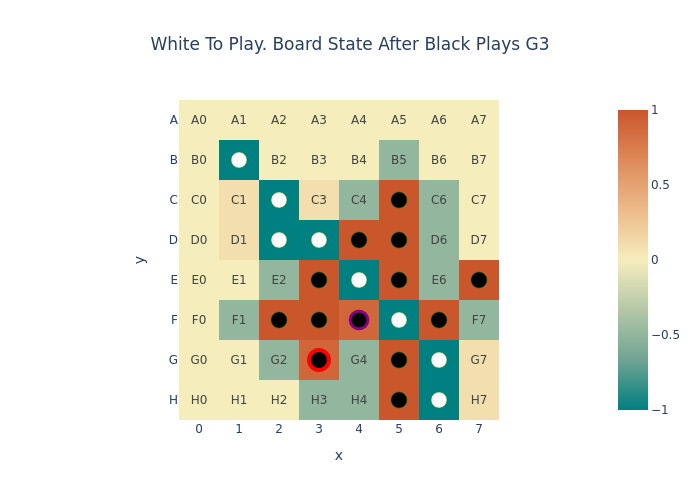 White To Play. Board State After Black Plays G3
A A0 A1 A2 A3 A4 A5 A6 A7
B B0 B2 B3 B4 B5 B6 B7
C C0 C1 C3 C4 C6 C7
D D0 D1 D6 D7
E E0 E1 E2 E6
F F0 F1 F7
G G0 G1 G2 G4 G7
H H0 H1 H2 H3 H4 H7
0 1 2 3 4 5 6 7
x
y
1
0.5
0
−0.5
−1